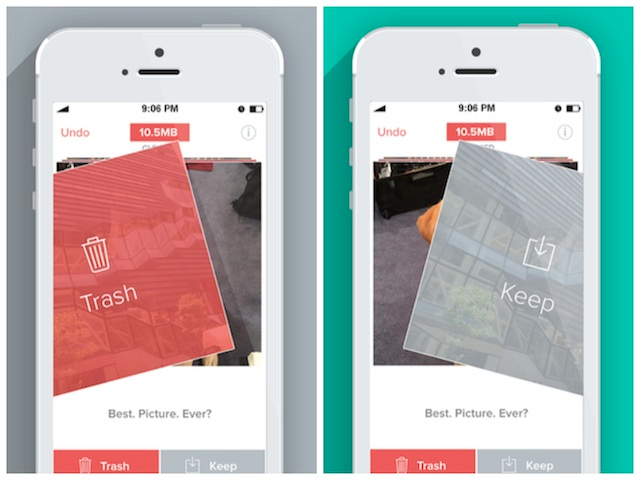 9:06 PM
Undo
10.5MB
Trash
Best. Picture. Ever?
Trash
Keep
9:06 PM
Undo
10.5MB
Keep
Best. Picture. Ever?
Trash
Keep